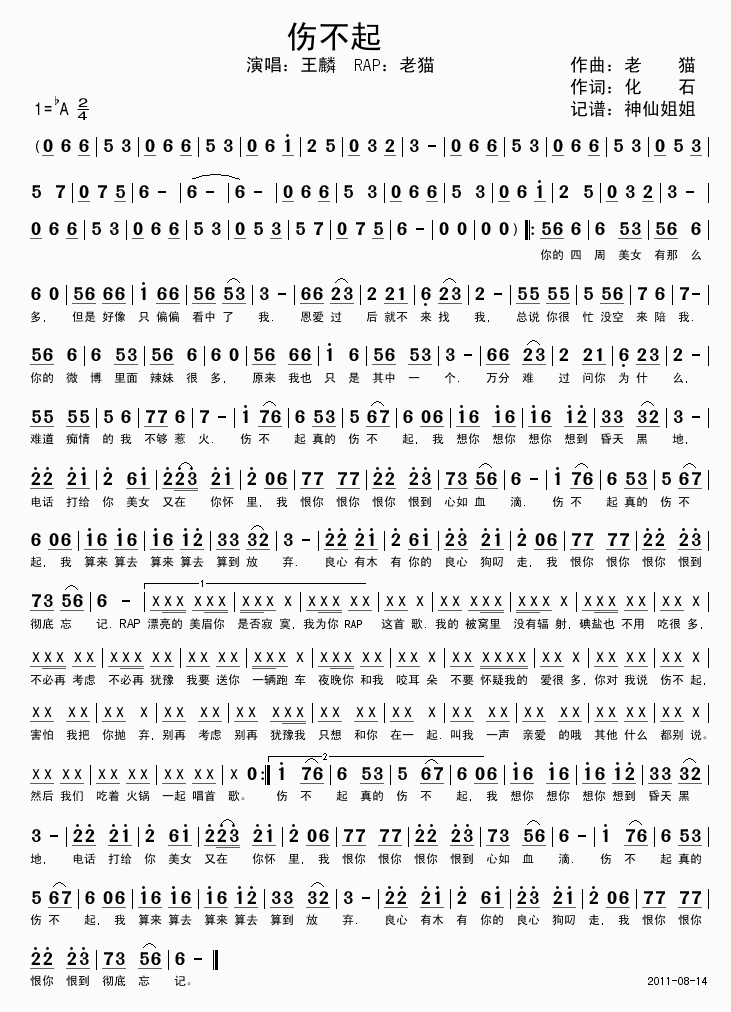 伤不起
演唱：王麟 RAP：老猫
作曲：老 猫
作词：化 石
记谱：神仙姐姐
1=♭A 2/4
(0 6 6 | 5 3 | 0 6 6 | 5 3 | 0 6 i | 2 5 | 0 3 2 | 3 - | 0 6 6 | 5 3 | 0 6 6 | 5 3 | 0 5 3 |
5 7 | 0 7 5 | 6 - | 6 - | 6 - | 0 6 6 | 5 3 | 0 6 6 | 5 3 | 0 6 i | 2 5 | 0 3 2 | 3 - |
0 6 6 | 5 3 | 0 6 6 | 5 3 | 0 5 3 | 5 7 | 0 7 5 | 6 - | 0 0 | 0 0 ) ‖: 56 6 | 6 53 | 56 6 |
你的 四 周 美女 有那 么
6 0 | 56 66 | i 66 | 56 53 | 3 - | 66 23 | 2 21 | 6 23 | 2 - | 55 55 | 5 56 | 7 6 | 7 - |
多， 但是 好像 只 偏偏 看中 了 我. 恩爱 过 后 就不 来 找 我， 总说 你很 忙 没空 来 陪 我.
56 6 | 6 53 | 56 6 | 6 0 | 56 66 | i 6 | 56 53 | 3 - | 66 23 | 2 21 | 6 23 | 2 - |
你的 微 博 里面 辣妹 很 多， 原来 我也 只 是 其中 一 个. 万分 难 过 问你 为 什 么，
55 55 | 5 6 | 77 6 | 7 - | i 76 | 6 53 | 5 67 | 6 06 | i6 i6 | i6 i2 | 33 32 | 3 - |
难道 痴情 的 我 不够 惹 火. 伤 不 起 真的 伤 不 起， 我 想你 想你 想你 想到 昏天 黑 地，
22 21 | 2 61 | 223 21 | 2 06 | 77 77 | 22 23 | 73 56 | 6 - | i 76 | 6 53 | 5 67 |
电话 打给 你 美女 又在 你怀 里， 我 恨你 恨你 恨你 恨到 心如 血 滴. 伤 不 起 真的 伤 不
6 06 | i6 i6 | i6 i2 | 33 32 | 3 - | 22 21 | 2 61 | 23 21 | 2 06 | 77 77 | 22 23 |
起， 我 算来 算去 算来 算去 算到 放 弃. 良心 有木 有 你的 良心 狗叼 走， 我 恨你 恨你 恨你 恨到
1
73 56 | 6 - | XXX XXX | XXX X | XXX XX | XX X | XXX XX | XXX X | XXX XX | XXX X |
彻底 忘 记. RAP 漂亮的 美眉你 是否寂 寞，我为你 RAP 这首 歌. 我的 被窝里 没有辐 射，碘盐也 不用 吃很 多，
XXX XX | XXX XX | XX XX | XXX X | XXX XX | XX X | XX XXXX | XXX XX | XXX X |
不必再 考虑 不必再 犹豫 我要 送你 一辆跑 车 夜晚你 和我 咬耳 朵 不要 怀疑我的 爱很 多，你对 我说 伤不 起，
XX XX | XX X | XX XX | XX XXX | XX XX | XX X | XX XX | XX XX | XX XX | XX X |
害怕 我把 你抛 弃，别再 考虑 别再 犹豫我 只想 和你 在一 起. 叫我 一声 亲爱 的哦 其他 什么 都别 说。
2
XX XX | XX XX | XX XX | X 0 :‖ i 76 | 6 53 | 5 67 | 6 06 | i6 i6 | i6 i2 | 33 32 |
然后 我们 吃着 火锅 一起 唱首 歌。 伤 不 起 真的 伤 不 起， 我 想你 想你 想你 想到 昏天 黑
3 - | 22 21 | 2 61 | 223 21 | 2 06 | 77 77 | 22 23 | 73 56 | 6 - | i 76 | 6 53 |
地， 电话 打给 你 美女 又在 你怀 里， 我 恨你 恨你 恨你 恨到 心如 血 滴. 伤 不 起 真的
5 67 | 6 06 | i6 i6 | i6 i2 | 33 32 | 3 - | 22 21 | 2 61 | 23 21 | 2 06 | 77 77 |
伤 不 起， 我 算来 算去 算来 算去 算到 放 弃. 良心 有木 有 你的 良心 狗叼 走， 我 恨你 恨你
22 23 | 73 56 | 6 - ‖
恨你 恨到 彻底 忘 记。
2011-08-14